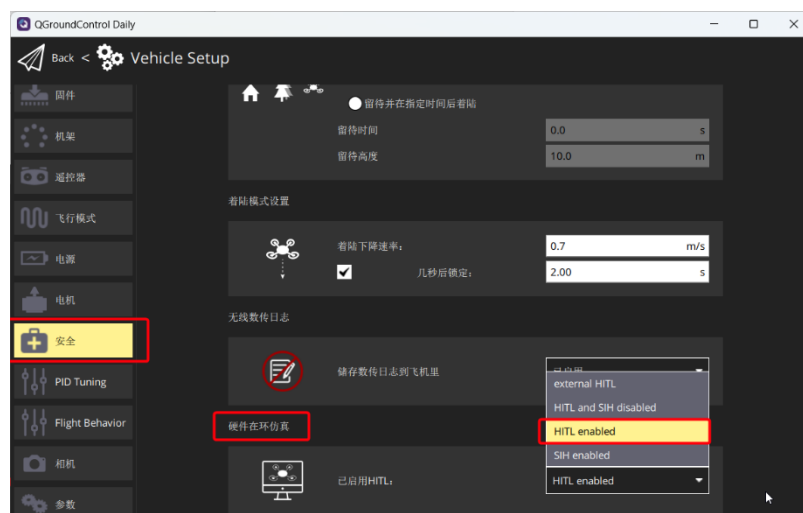 QGroundControl Daily
Back < Vehicle Setup
固件
机架
遥控器
飞行模式
电源
电机
安全
PID Tuning
Flight Behavior
相机
参数
留待并在指定时间后着陆
留待时间 0.0 s
留待高度 10.0 m
着陆模式设置
着陆下降速率: 0.7 m/s
几秒后锁定: 2.00 s
无线数传日志
储存数传日志到飞机里
硬件在环仿真
external HITL
HITL and SIH disabled
HITL enabled
SIH enabled
已启用HITL: HITL enabled